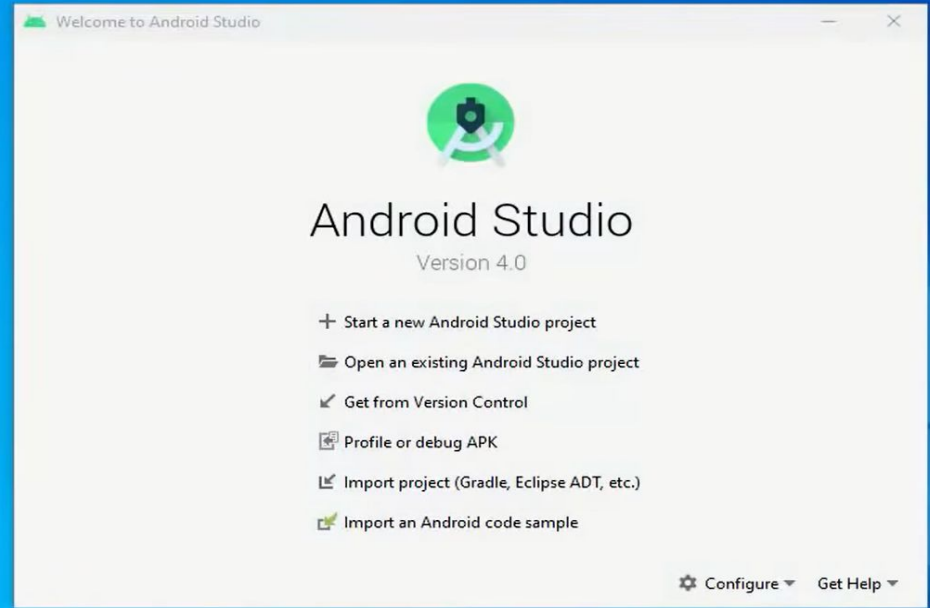 Welcome to Android Studio
Android Studio
Version 4.0
Start a new Android Studio project
Open an existing Android Studio project
Get from Version Control
Profile or debug APK
Import project (Gradle, Eclipse ADT, etc.)
Import an Android code sample
Configure Get Help